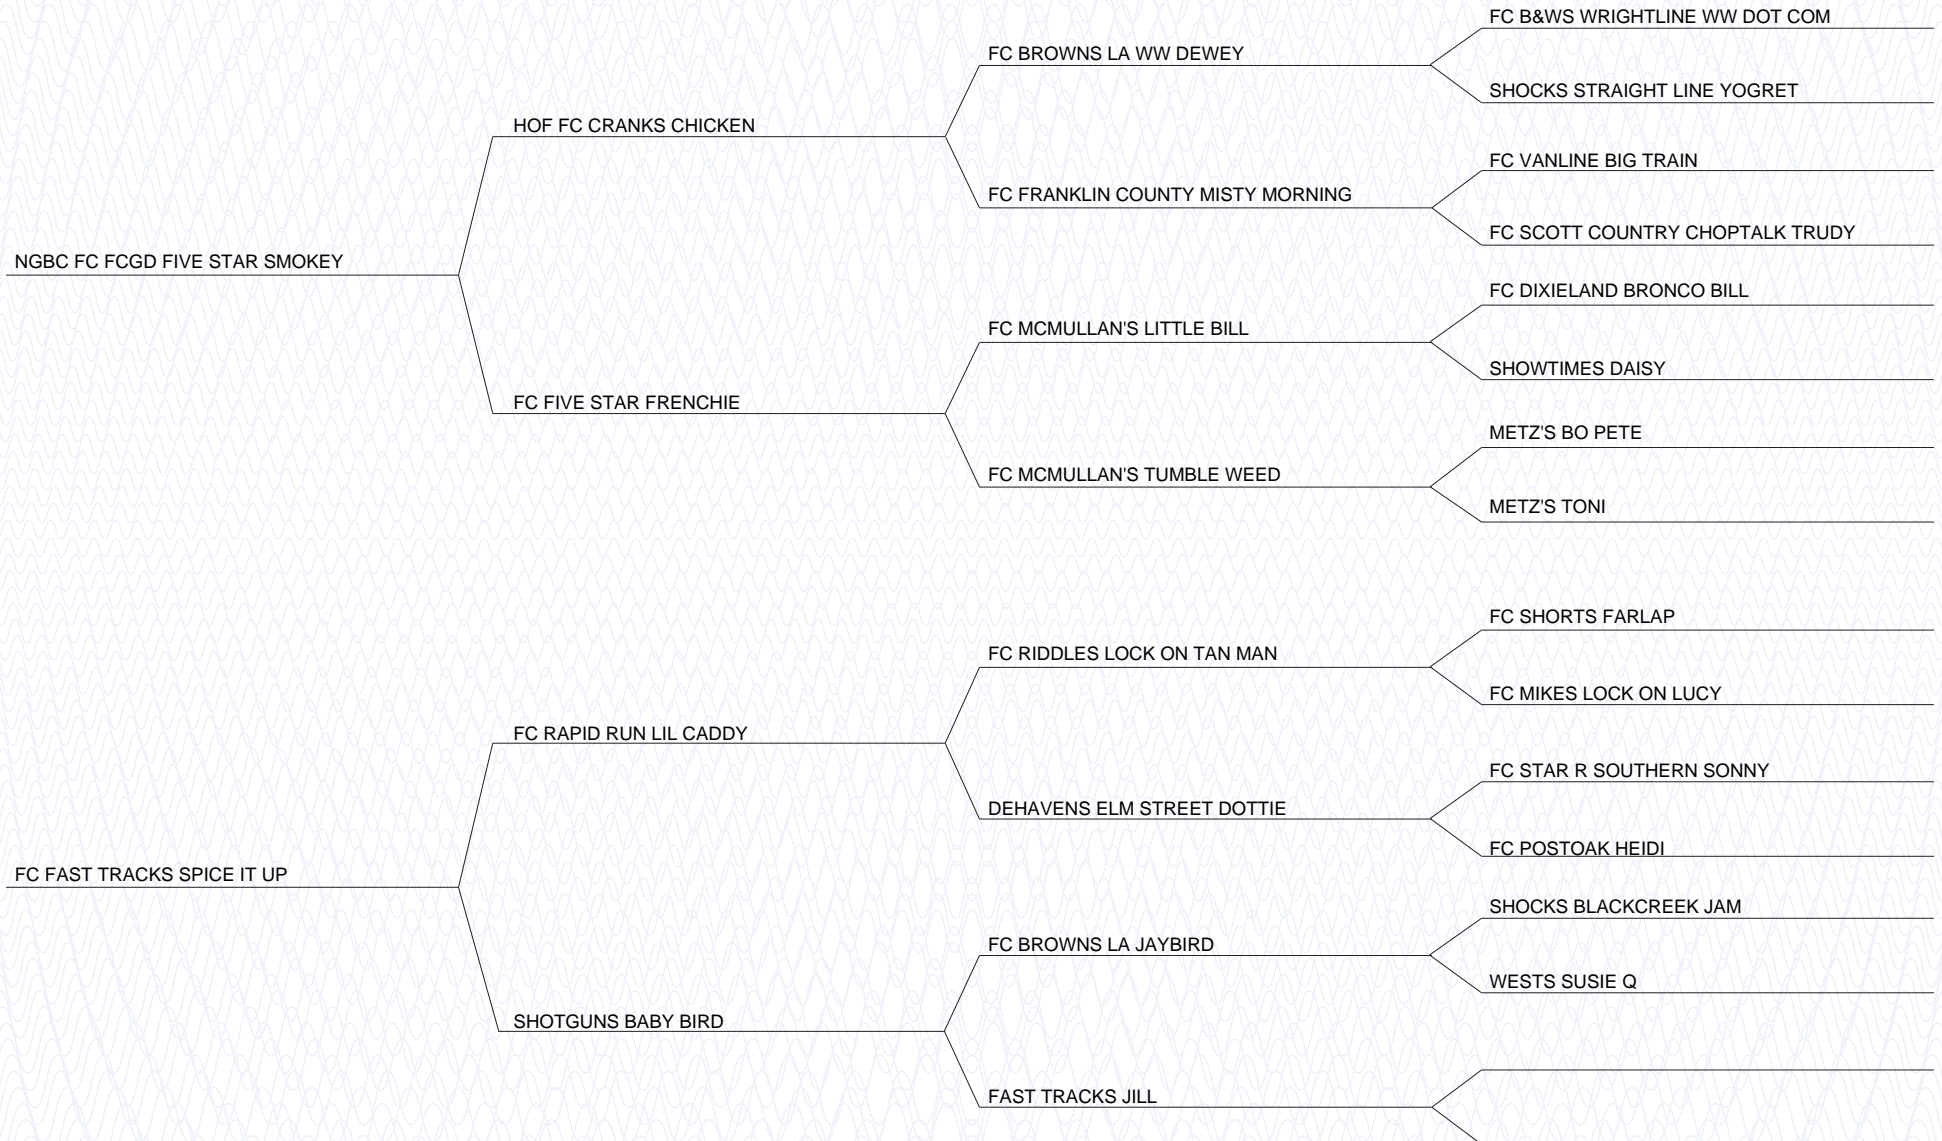 FC B&WS WRIGHTLINE WW DOT COM
FC BROWNS LA WW DEWEY
SHOCKS STRAIGHT LINE YOGRET
HOF FC CRANKS CHICKEN
FC VANLINE BIG TRAIN
FC FRANKLIN COUNTY MISTY MORNING
FC SCOTT COUNTRY CHOPTALK TRUDY
NGBC FC FCGD FIVE STAR SMOKEY
FC DIXIELAND BRONCO BILL
FC MCMULLAN'S LITTLE BILL
SHOWTIMES DAISY
FC FIVE STAR FRENCHIE
METZ'S BO PETE
FC MCMULLAN'S TUMBLE WEED
METZ'S TONI
FC SHORTS FARLAP
FC RIDDLES LOCK ON TAN MAN
FC MIKES LOCK ON LUCY
FC RAPID RUN LIL CADDY
FC STAR R SOUTHERN SONNY
DEHAVENS ELM STREET DOTTIE
FC POSTOAK HEIDI
FC FAST TRACKS SPICE IT UP
SHOCKS BLACKCREEK JAM
FC BROWNS LA JAYBIRD
WESTS SUSIE Q
SHOTGUNS BABY BIRD
FAST TRACKS JILL